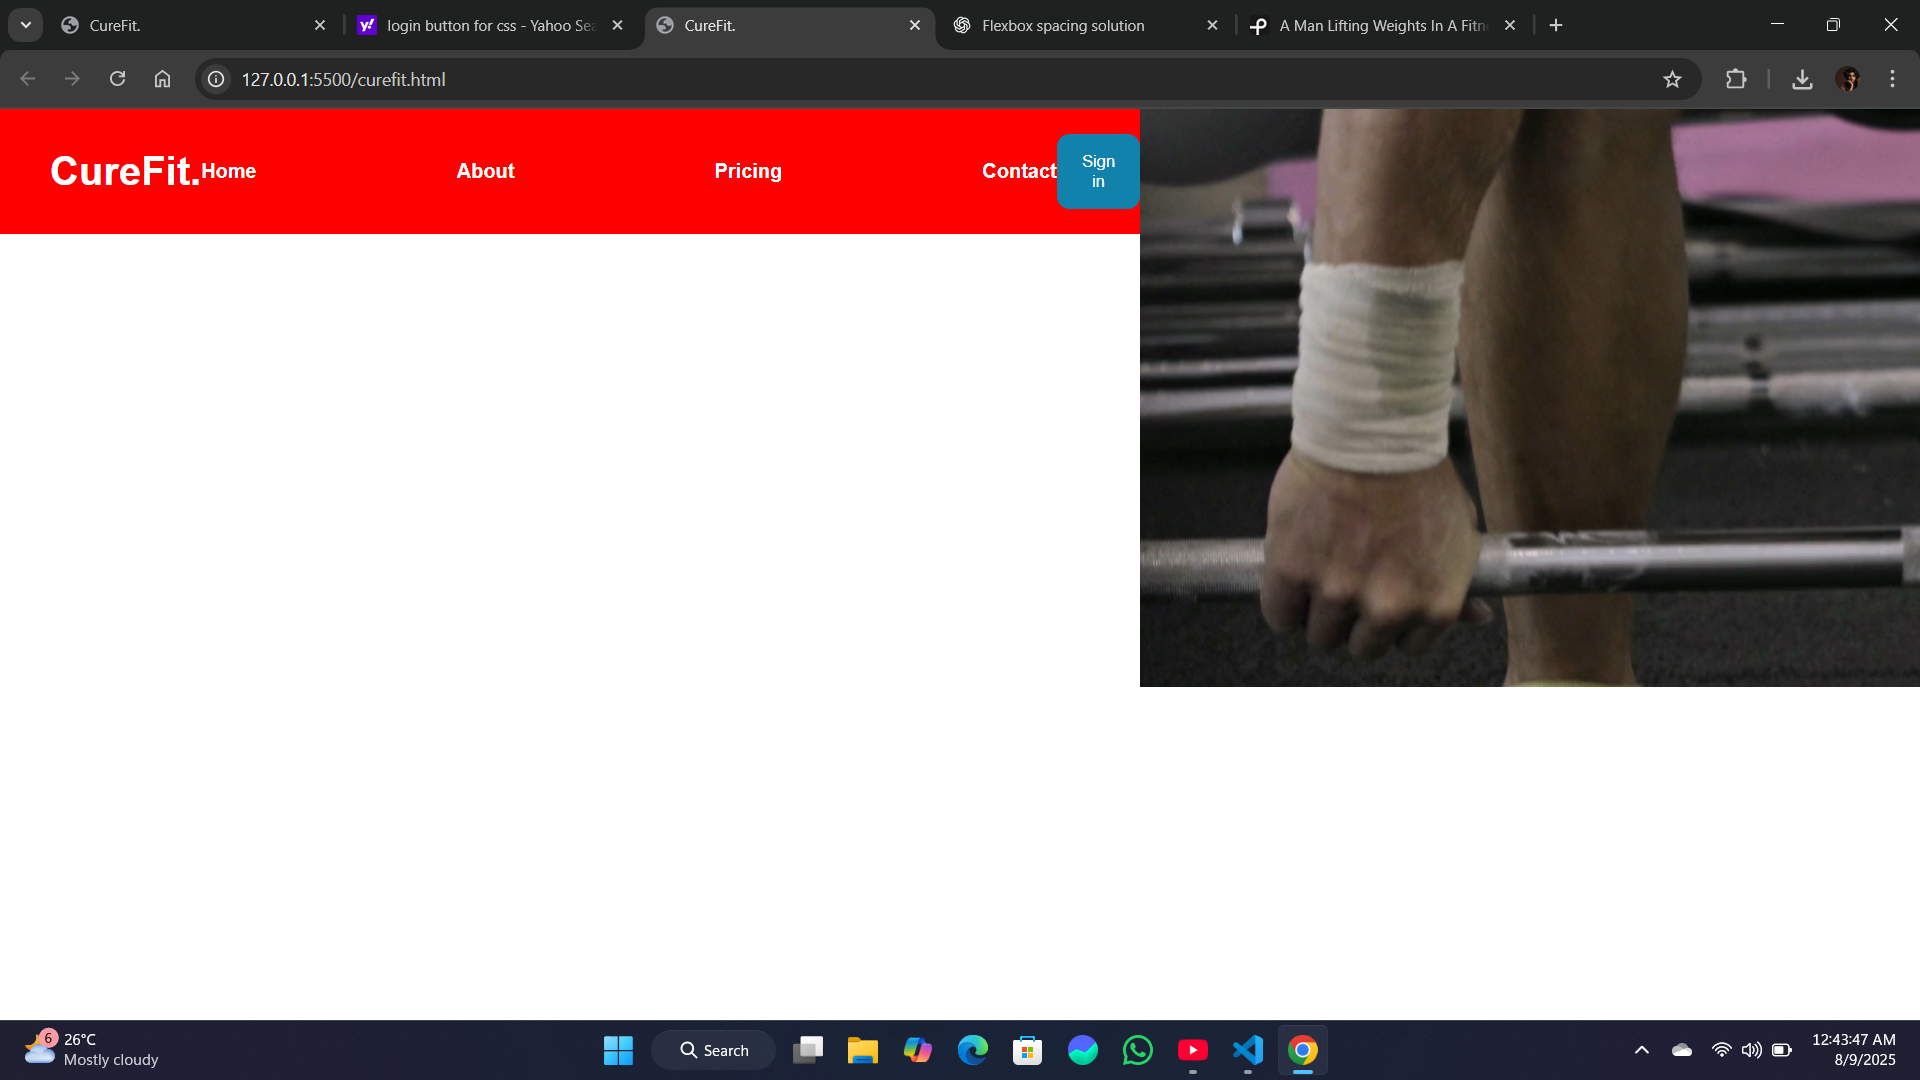 CureFit.
login button for css - Yahoo Sea
CureFit.
Flexbox spacing solution
A Man Lifting Weights In A Fitn
127.0.0.1:5500/curefit.html
CureFit. Home About Pricing Contact
Sign
in
6
26°C
Mostly cloudy
Search
12:43:47 AM
8/9/2025